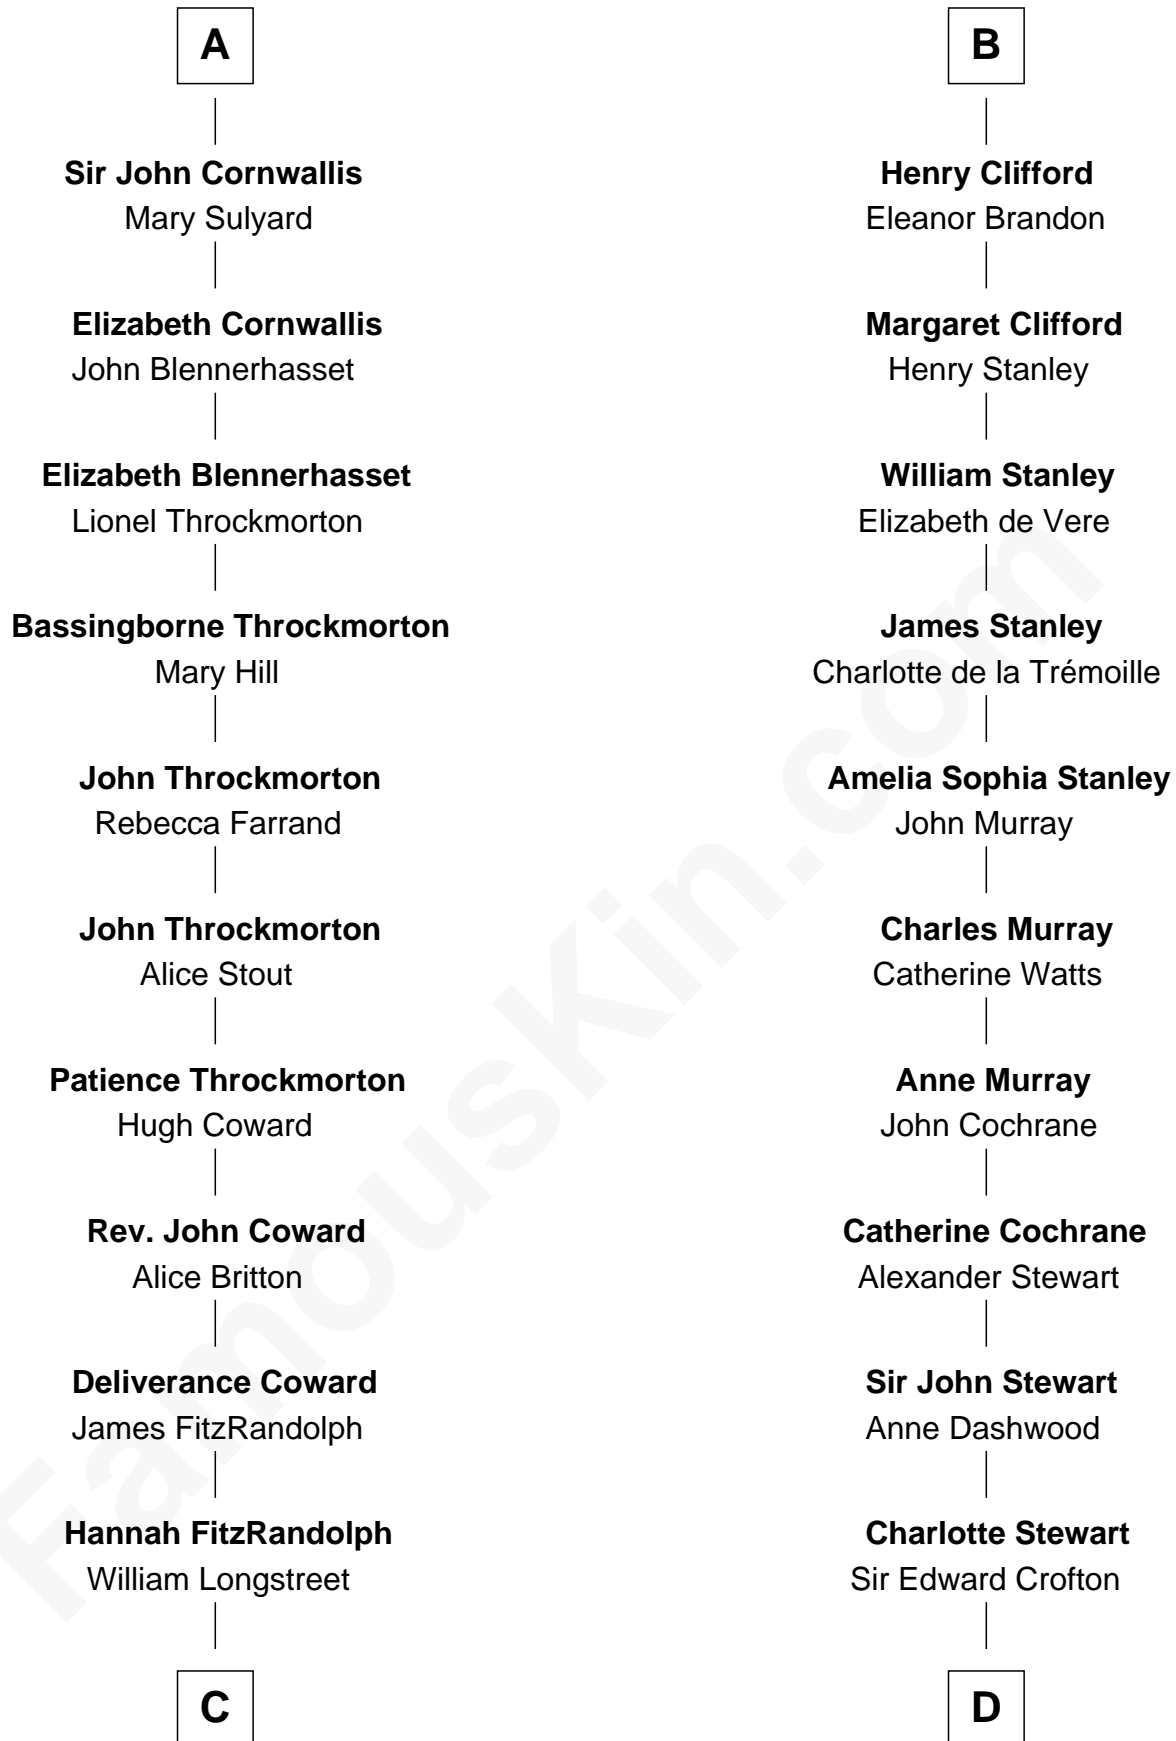 A
Sir John Cornwallis
Mary Sulyard
Elizabeth Cornwallis
John Blennerhasset
Elizabeth Blennerhasset
Lionel Throckmorton
Bassingborne Throckmorton
Mary Hill
John Throckmorton
Rebecca Farrand
John Throckmorton
Alice Stout
Patience Throckmorton
Hugh Coward
Rev. John Coward
Alice Britton
Deliverance Coward
James FitzRandolph
Hannah FitzRandolph
William Longstreet
C
B
Henry Clifford
Eleanor Brandon
Margaret Clifford
Henry Stanley
William Stanley
Elizabeth de Vere
James Stanley
Charlotte de la Trémoille
Amelia Sophia Stanley
John Murray
Charles Murray
Catherine Watts
Anne Murray
John Cochrane
Catherine Cochrane
Alexander Stewart
Sir John Stewart
Anne Dashwood
Charlotte Stewart
Sir Edward Crofton
D
FamousKin.com